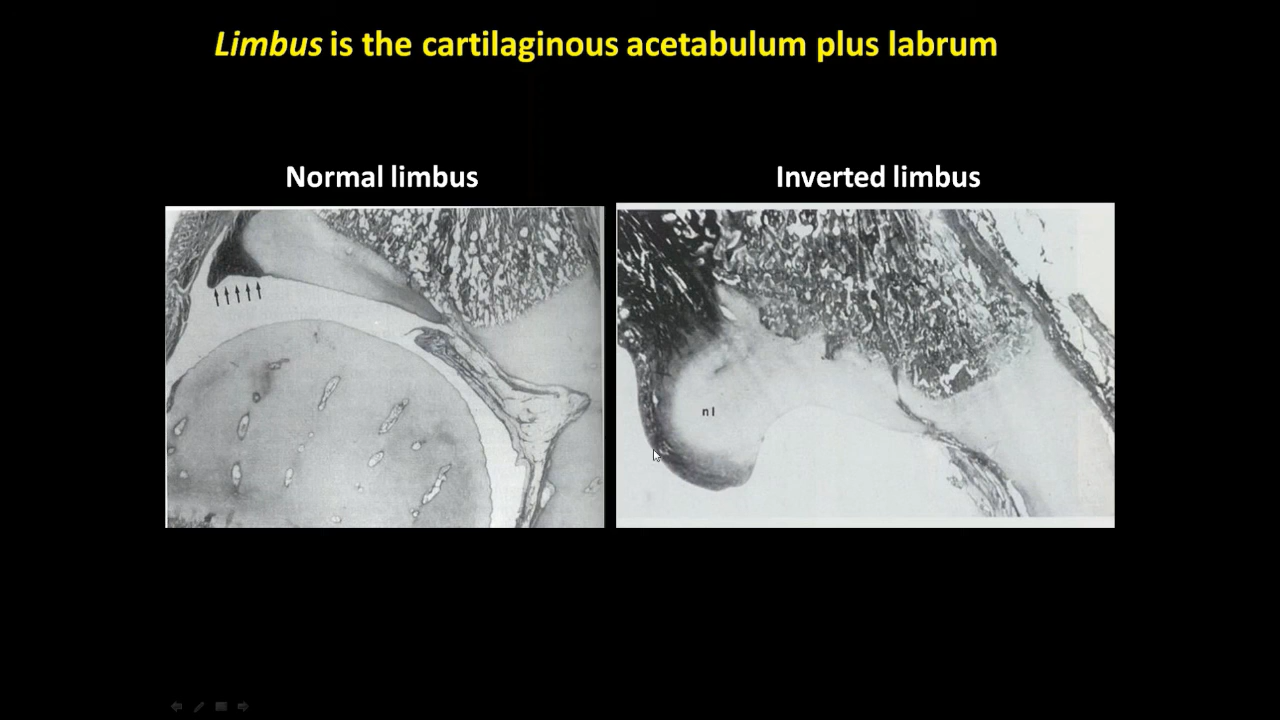 Limbus is the cartilaginous acetabulum plus labrum
Normal limbus
Inverted limbus
nl